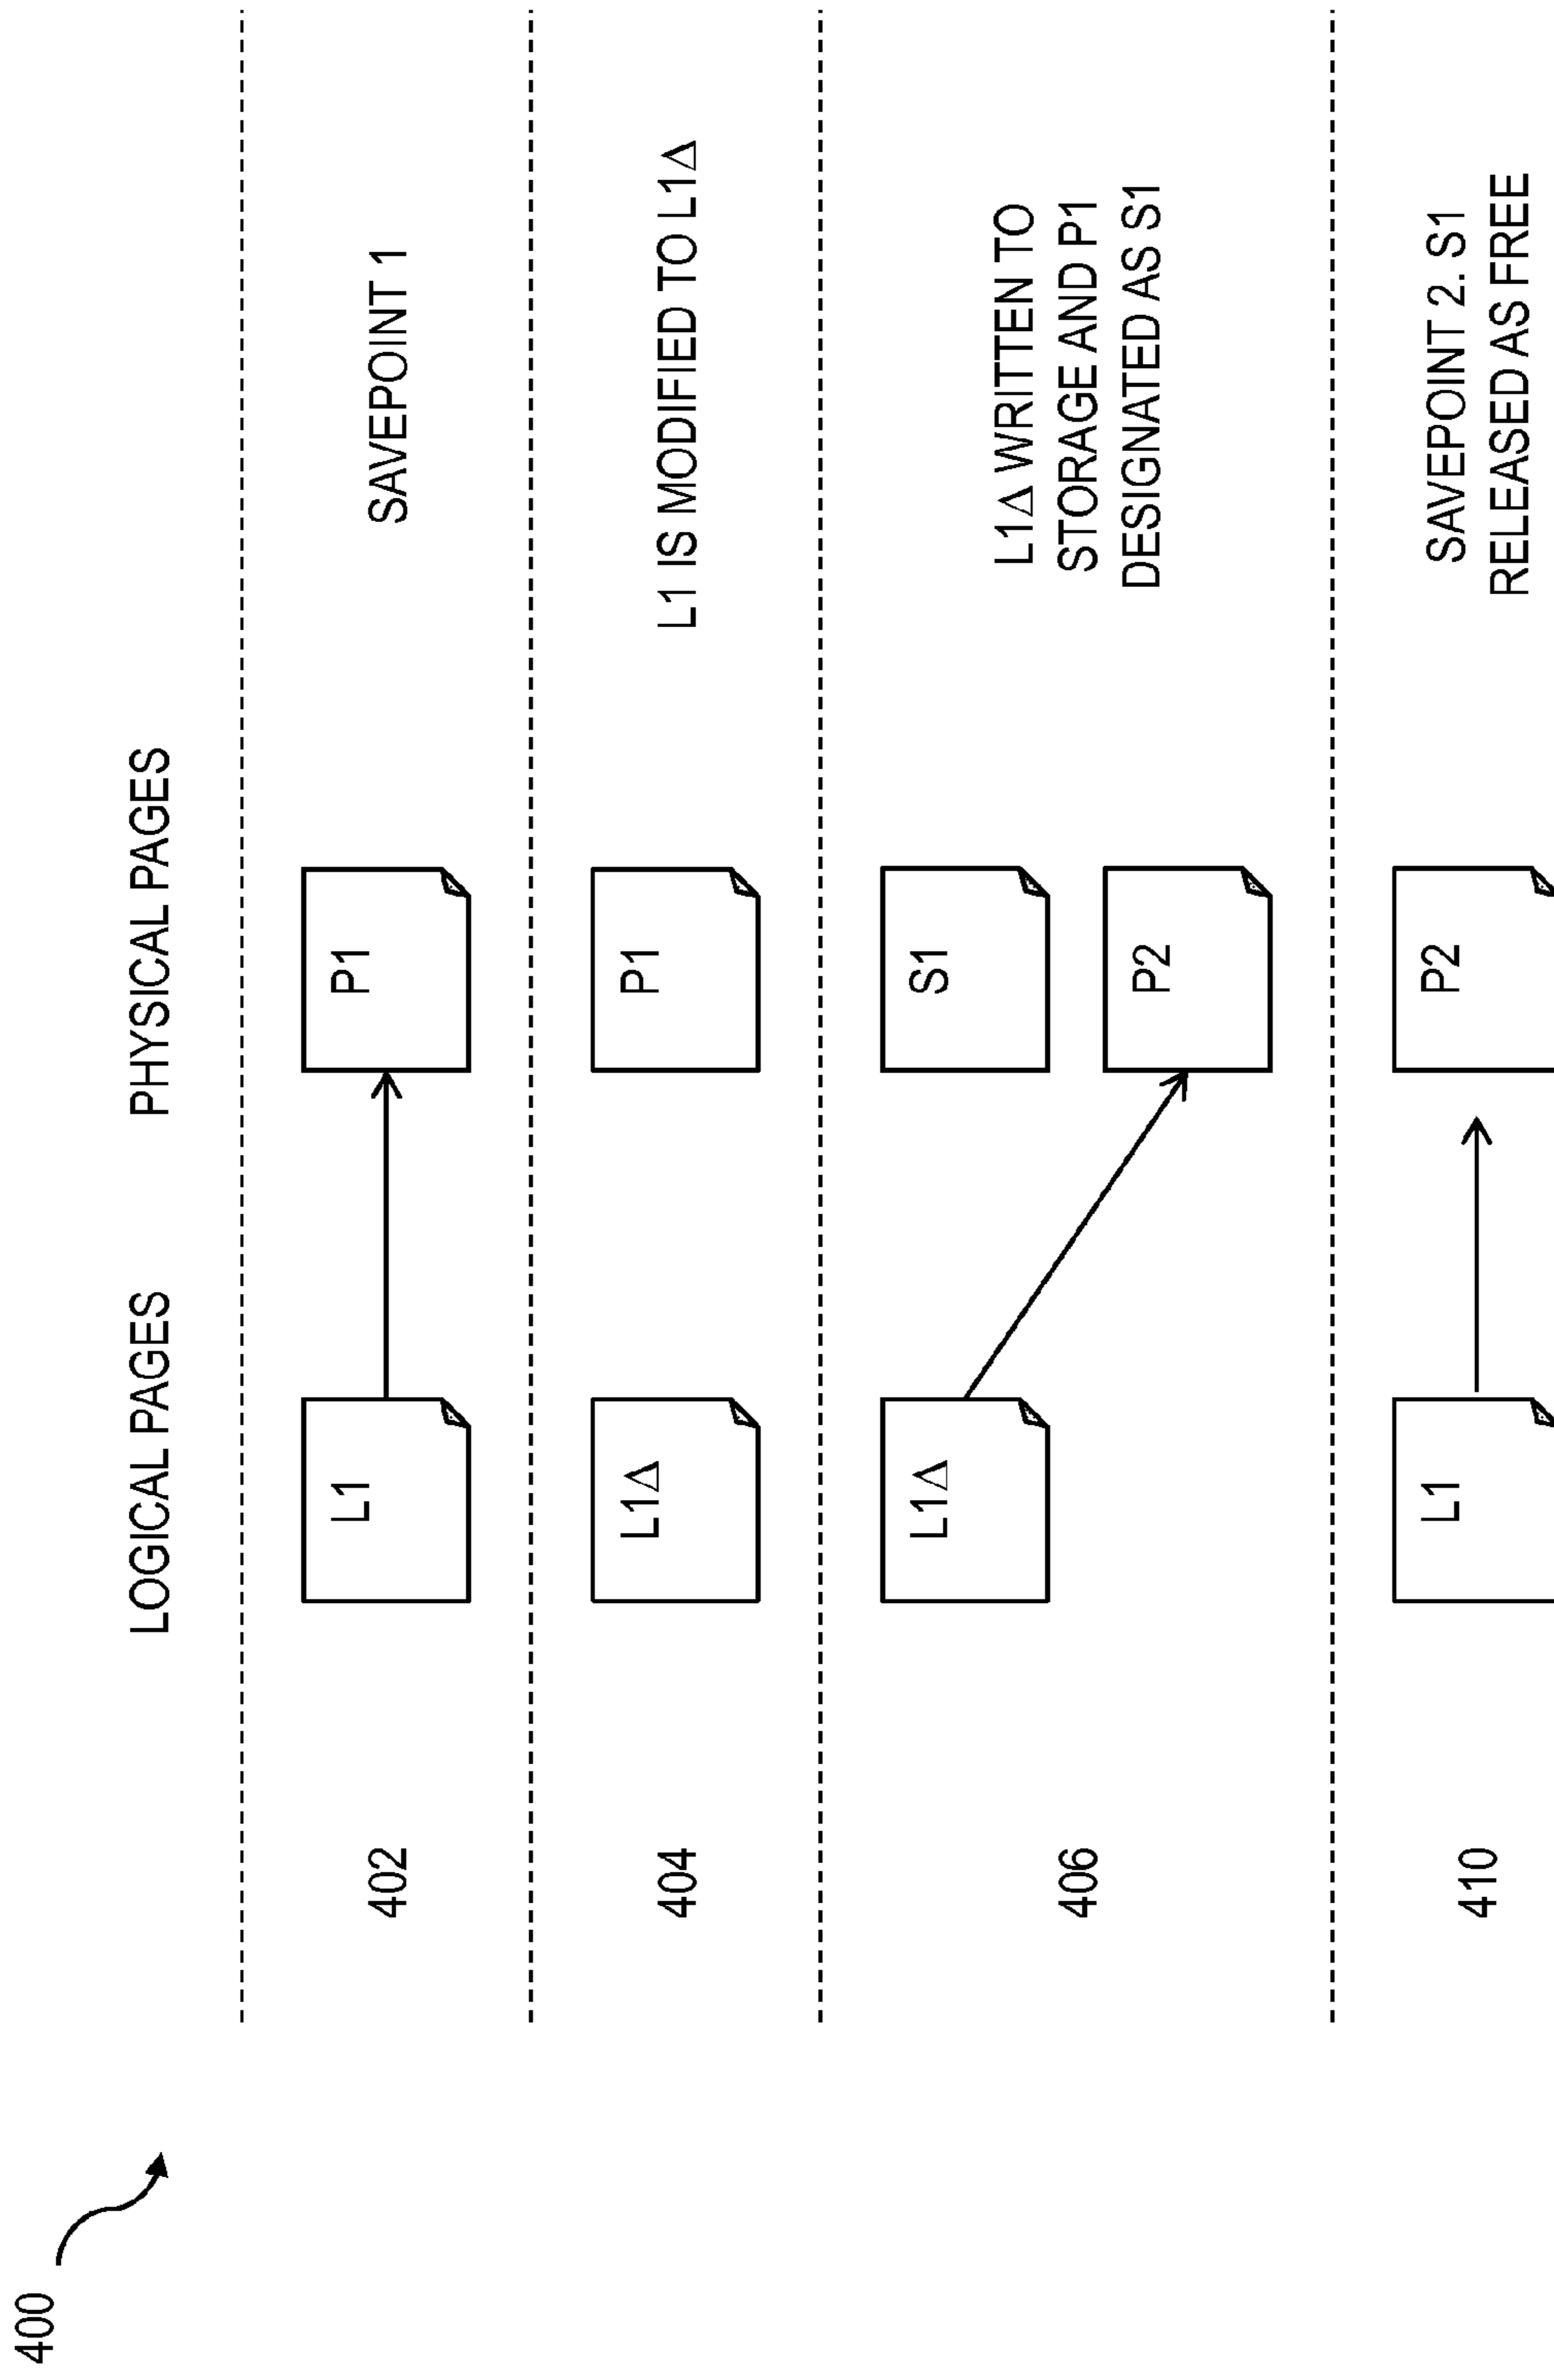 400
LOGICAL PAGES
PHYSICAL PAGES
402
L1
P1
SAVEPOINT 1
404
L1Δ
P1
L1 IS MODIFIED TO L1Δ
406
L1Δ
S1
P2
L1Δ WRITTEN TO
STORAGE AND P1
DESIGNATED AS S1
410
L1
P2
SAVEPOINT 2. S1
RELEASED AS FREE